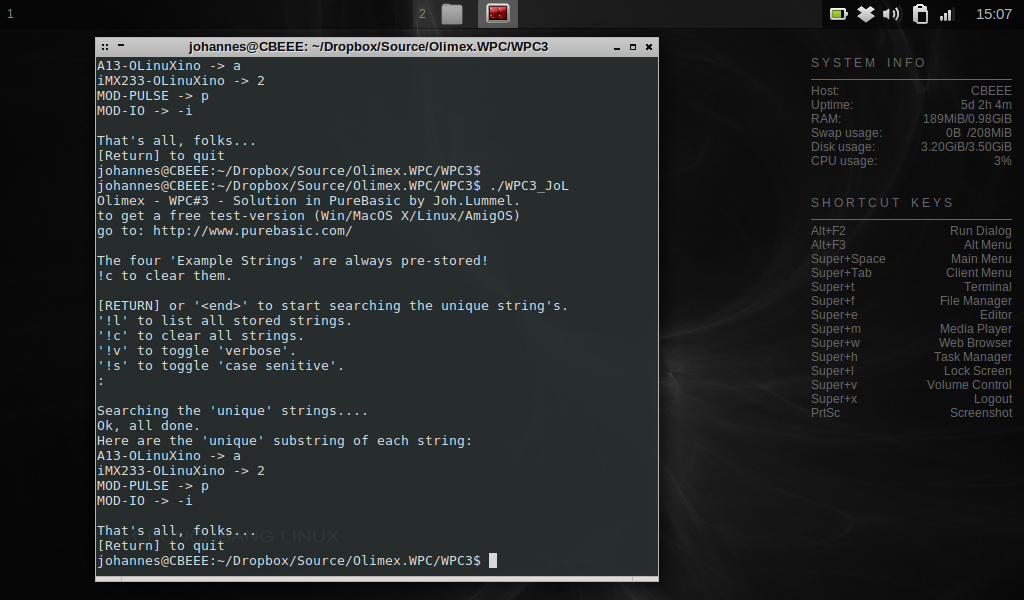 1
2
15:07
johannes@CBEEE: ~/Dropbox/Source/Olimex.WPC/WPC3
A13-OLinuXino -> a
iMX233-OLinuXino -> 2
MOD-PULSE -> p
MOD-IO -> -i
That's all, folks...
[Return] to quit
johannes@CBEEE:~/Dropbox/Source/Olimex.WPC/WPC3$
johannes@CBEEE:~/Dropbox/Source/Olimex.WPC/WPC3$ ./WPC3_JoL
Olimex - WPC#3 - Solution in PureBasic by Joh.Lummel.
to get a free test-version (Win/MacOS X/Linux/AmigOS)
go to: http://www.purebasic.com/
The four 'Example Strings' are always pre-stored!
!c to clear them.
[RETURN] or '<end>' to start searching the unique string's.
'!l' to list all stored strings.
'!c' to clear all strings.
'!v' to toggle 'verbose'.
'!s' to toggle 'case senitive'.
:
Searching the 'unique' strings....
Ok, all done.
Here are the 'unique' substring of each string:
A13-OLinuXino -> a
iMX233-OLinuXino -> 2
MOD-PULSE -> p
MOD-IO -> -i
That's all, folks...
[Return] to quit
johannes@CBEEE:~/Dropbox/Source/Olimex.WPC/WPC3$
LINUX
SYSTEM INFO
Host: CBEEE
Uptime: 5d 2h 4m
RAM: 189MiB/0.98GiB
Swap usage: 0B /208MiB
Disk usage: 3.20GiB/3.50GiB
CPU usage: 3%
SHORTCUT KEYS
Alt+F2 Run Dialog
Alt+F3 Alt Menu
Super+Space Main Menu
Super+Tab Client Menu
Super+t Terminal
Super+f File Manager
Super+e Editor
Super+m Media Player
Super+w Web Browser
Super+h Task Manager
Super+l Lock Screen
Super+v Volume Control
Super+x Logout
PrtSc Screenshot